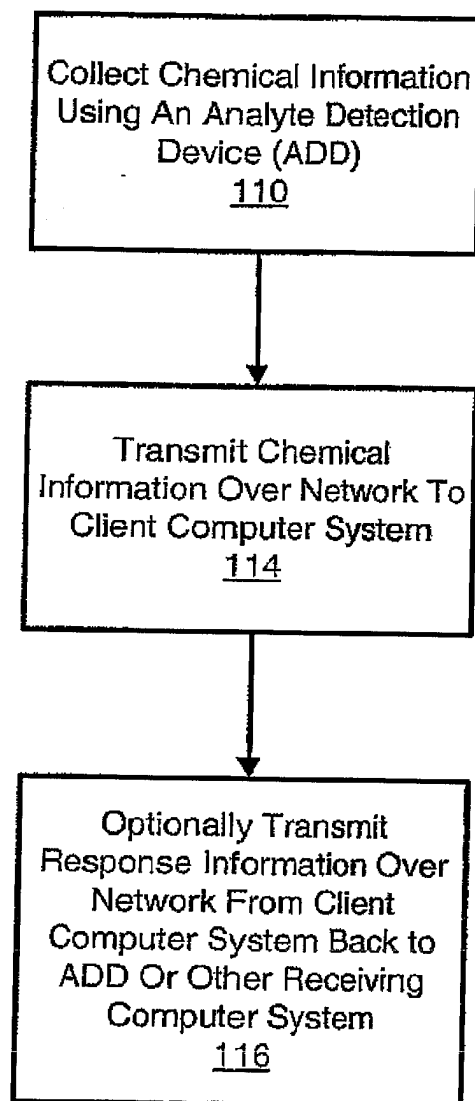 Collect Chemical Information
Using An Analyte Detection
Device (ADD)
110
Transmit Chemical
Information Over Network To
Client Computer System
114
Optionally Transmit
Response Information Over
Network From Client
Computer System Back to
ADD Or Other Receiving
Computer System
116